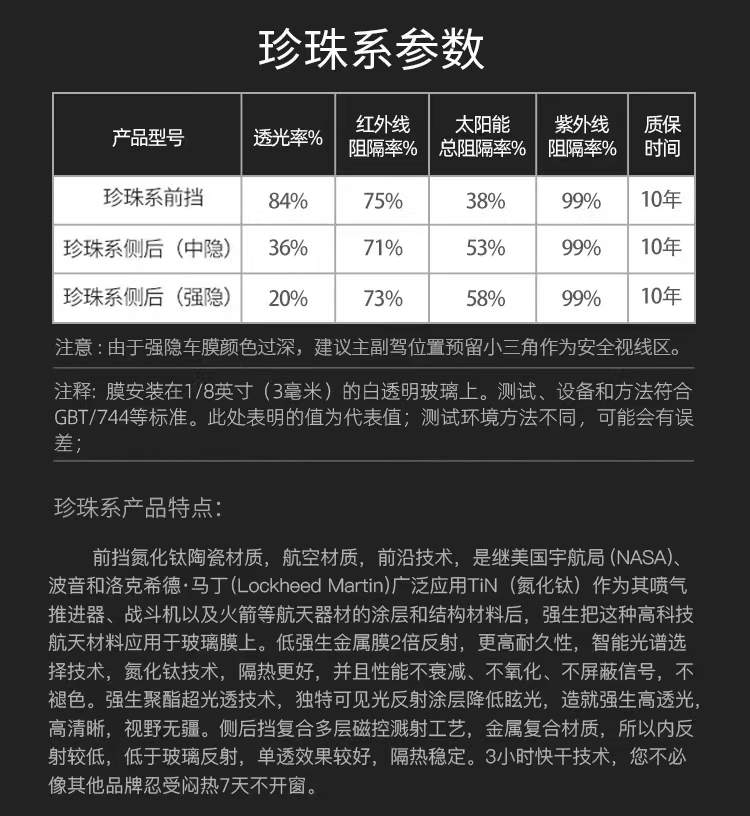 珍珠系参数
产品型号 透光率% 红外线阻隔率% 太阳能总阻隔率% 紫外线阻隔率% 质保时间
珍珠系前挡 84% 75% 38% 99% 10年
珍珠系侧后（中隐） 36% 71% 53% 99% 10年
珍珠系侧后（强隐） 20% 73% 58% 99% 10年
注意：由于强隐车膜颜色过深，建议主副驾位置预留小三角作为安全视线区。
注释: 膜安装在1/8英寸（3毫米）的白透明玻璃上。测试、设备和方法符合
GBT/744等标准。此处表明的值为代表值；测试环境方法不同，可能会有误
差；
珍珠系产品特点：
前挡氮化钛陶瓷材质，航空材质，前沿技术，是继美国宇航局(NASA)、
波音和洛克希德·马丁(Lockheed Martin)广泛应用TiN（氮化钛）作为其喷气
推进器、战斗机以及火箭等航天器材的涂层和结构材料后，强生把这种高科技
航天材料应用于玻璃膜上。低强生金属膜2倍反射，更高耐久性，智能光谱选
择技术，氮化钛技术，隔热更好，并且性能不衰减、不氧化、不屏蔽信号，不
褪色。强生聚酯超光透技术，独特可见光反射涂层降低眩光，造就强生高透光，
高清晰，视野无疆。侧后挡复合多层磁控溅射工艺，金属复合材质，所以内反
射较低，低于玻璃反射，单透效果较好，隔热稳定。3小时快干技术，您不必
像其他品牌忍受闷热7天不开窗。